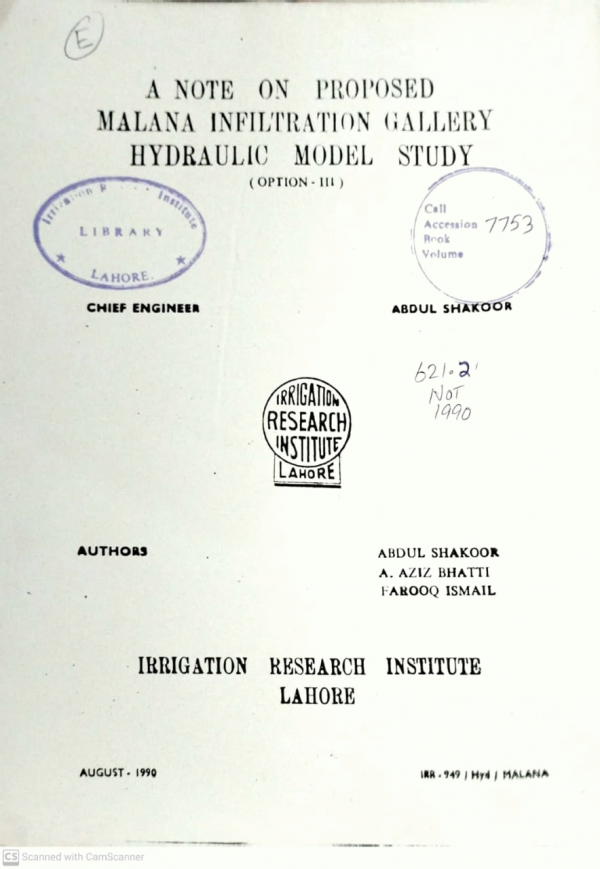 E
A NOTE ON PROPOSED
MALANA INFILTRATION GALLERY
HYDRAULIC MODEL STUDY
( OPTION - III )
Irrigation R Institute
LIBRARY
LAHORE.
Call
Accession 7753
Book
Volume
CHIEF ENGINEER ABDUL SHAKOOR
621.2
NOT
1990
IRRIGATION
RESEARCH
INSTITUTE
LAHORE
AUTHORS ABDUL SHAKOOR
A. AZIZ BHATTI
FAROOQ ISMAIL
IRRIGATION RESEARCH INSTITUTE
LAHORE
AUGUST - 1990 IRR - 949 / Hyd / MALANA
CS Scanned with CamScanner